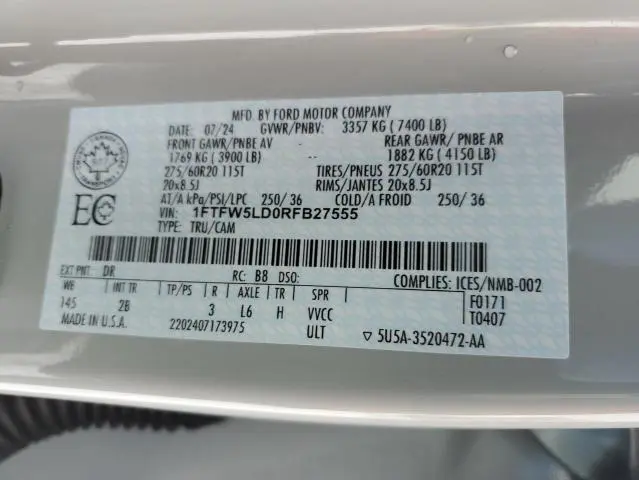 MFD. BY FORD MOTOR COMPANY
DATE: 07/24 GVWR/PNBV: 3357 KG ( 7400 LB)
FRONT GAWR/PNBE AV REAR GAWR/ PNBE AR
1769 KG ( 3900 LB) 1882 KG ( 4150 LB)
275/60R20 115T TIRES/PNEUS 275/60R20 115T
20x8.5J RIMS/JANTES 20x8.5J
AT/A kPa/PSI/LPC 250/ 36 COLD/A FROID 250/ 36
EC
VIN: 1FTFW5LD0RFB27555
TYPE: TRU/CAM
EXT PNT: DR RC: B8 DSO: COMPLIES: ICES/NMB-002
WB INT TR TP/PS R AXLE TR SPR F0171
145 2B 3 L6 H VVCC T0407
MADE IN U.S.A. 2202407173975 ULT ▽ 5U5A-3520472-AA